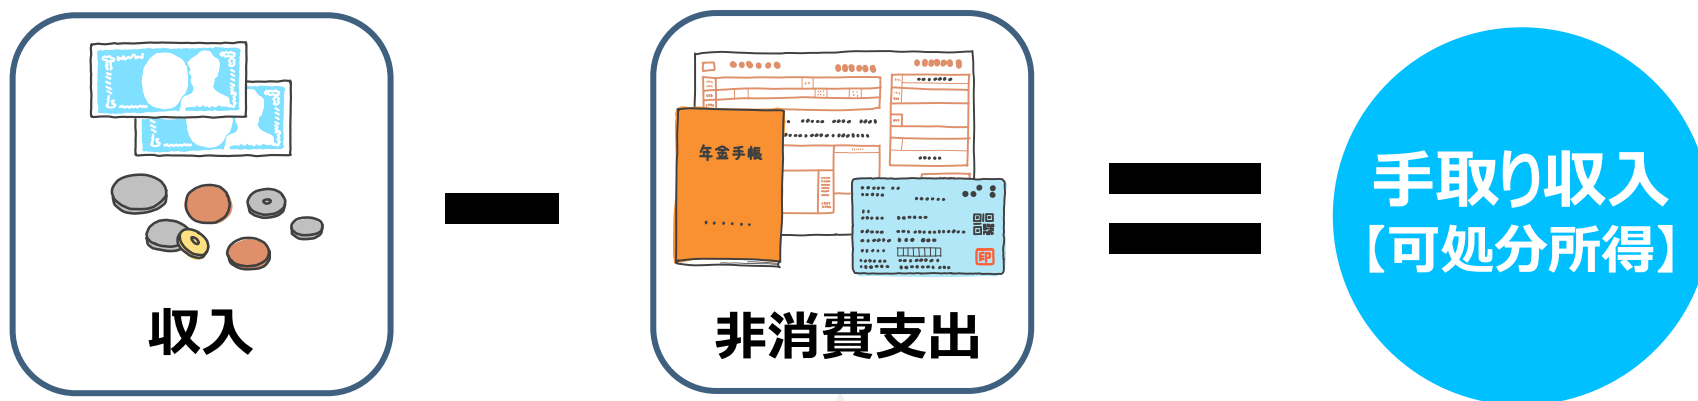 収入
年金手帳
印
非消費支出
手取り収入
【可処分所得】